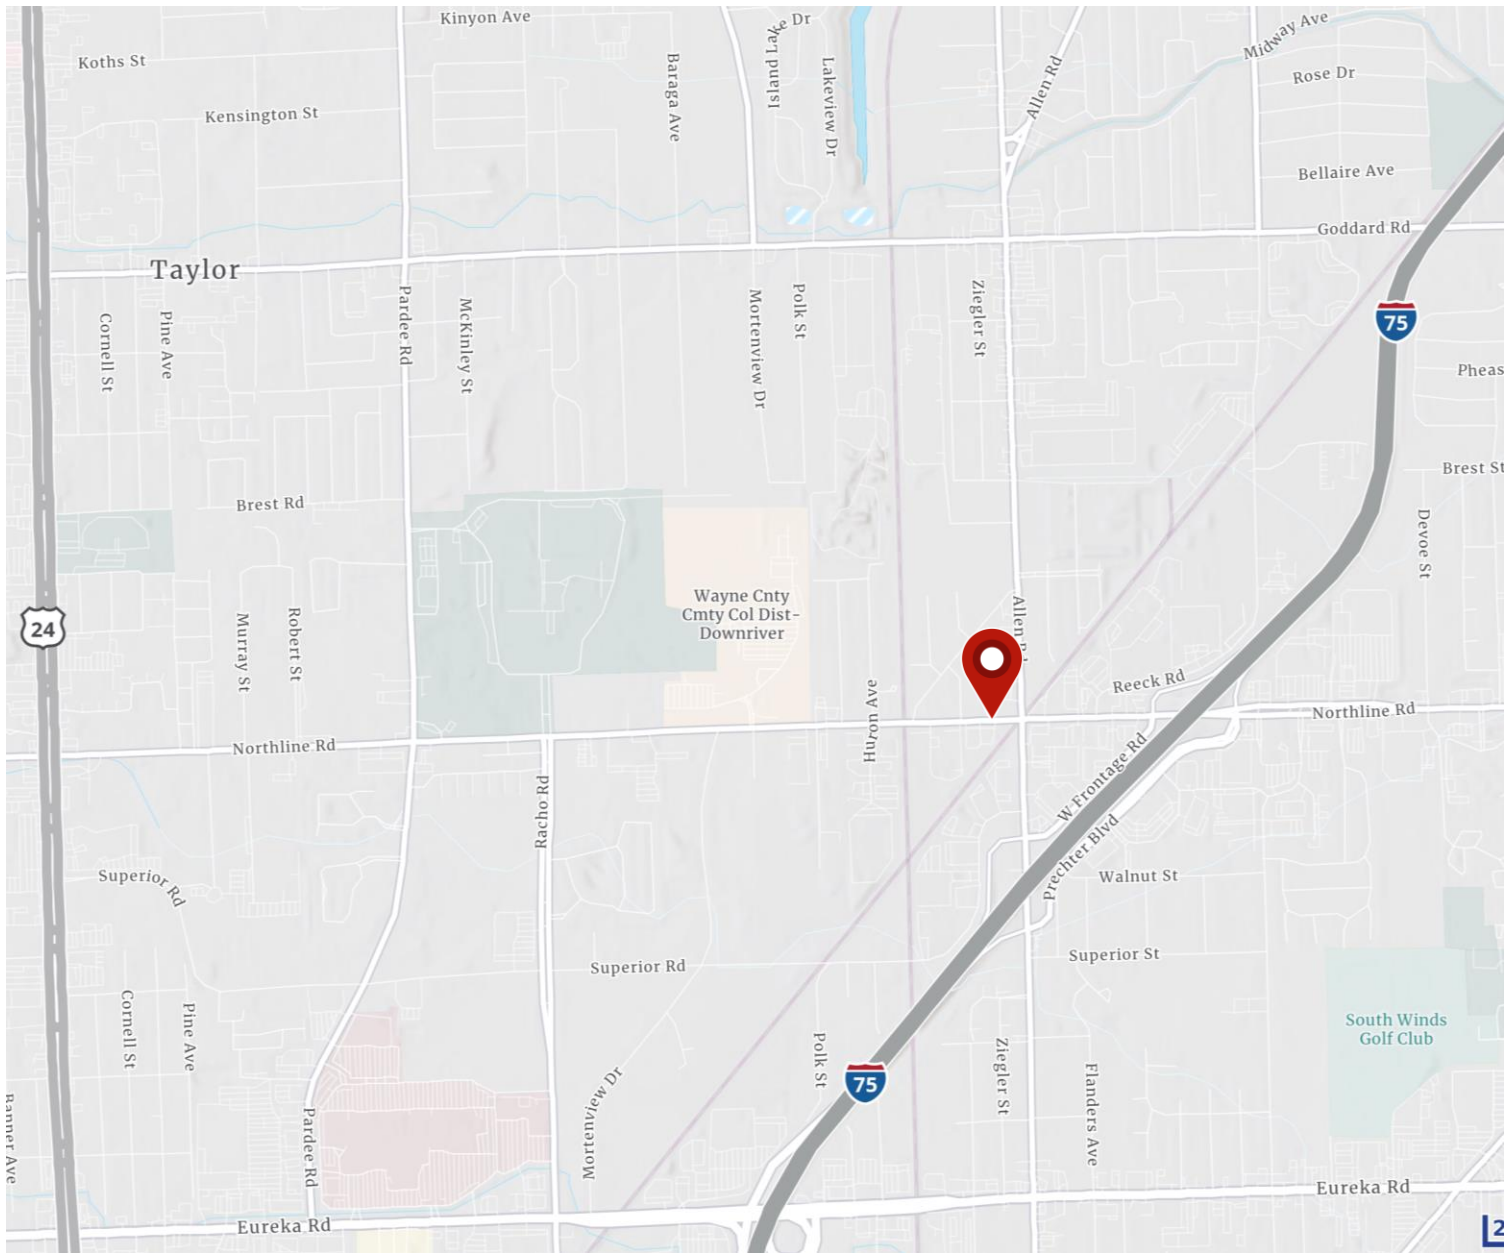 Kinyon Ave
Lake Dr
Midway Ave
Koths St
Baraga Ave
Island Lake
Lakeview Dr
Allen Rd
Rose Dr
Kensington St
Bellaire Ave
Goddard Rd
Taylor
Cornell St
Pine Ave
Pardee Rd
McKinley St
Mortenview Dr
Polk St
Ziegler St
75
Pheas
Brest St
Brest Rd
Devoe St
Wayne Cnty
Cmty Col Dist-
Downriver
24
Murray St
Robert St
Allen Rd
Huron Ave
Reeck Rd
Northline Rd
Northline Rd
W Frontage Rd
Racho Rd
Prechter Blvd
Superior Rd
Walnut St
Superior Rd
Superior St
Cornell St
Pine Ave
South Winds
Golf Club
Polk St
Ziegler St
Flanders Ave
75
Banner Ave
Pardee Rd
Mortenview Dr
Eureka Rd
Eureka Rd
2